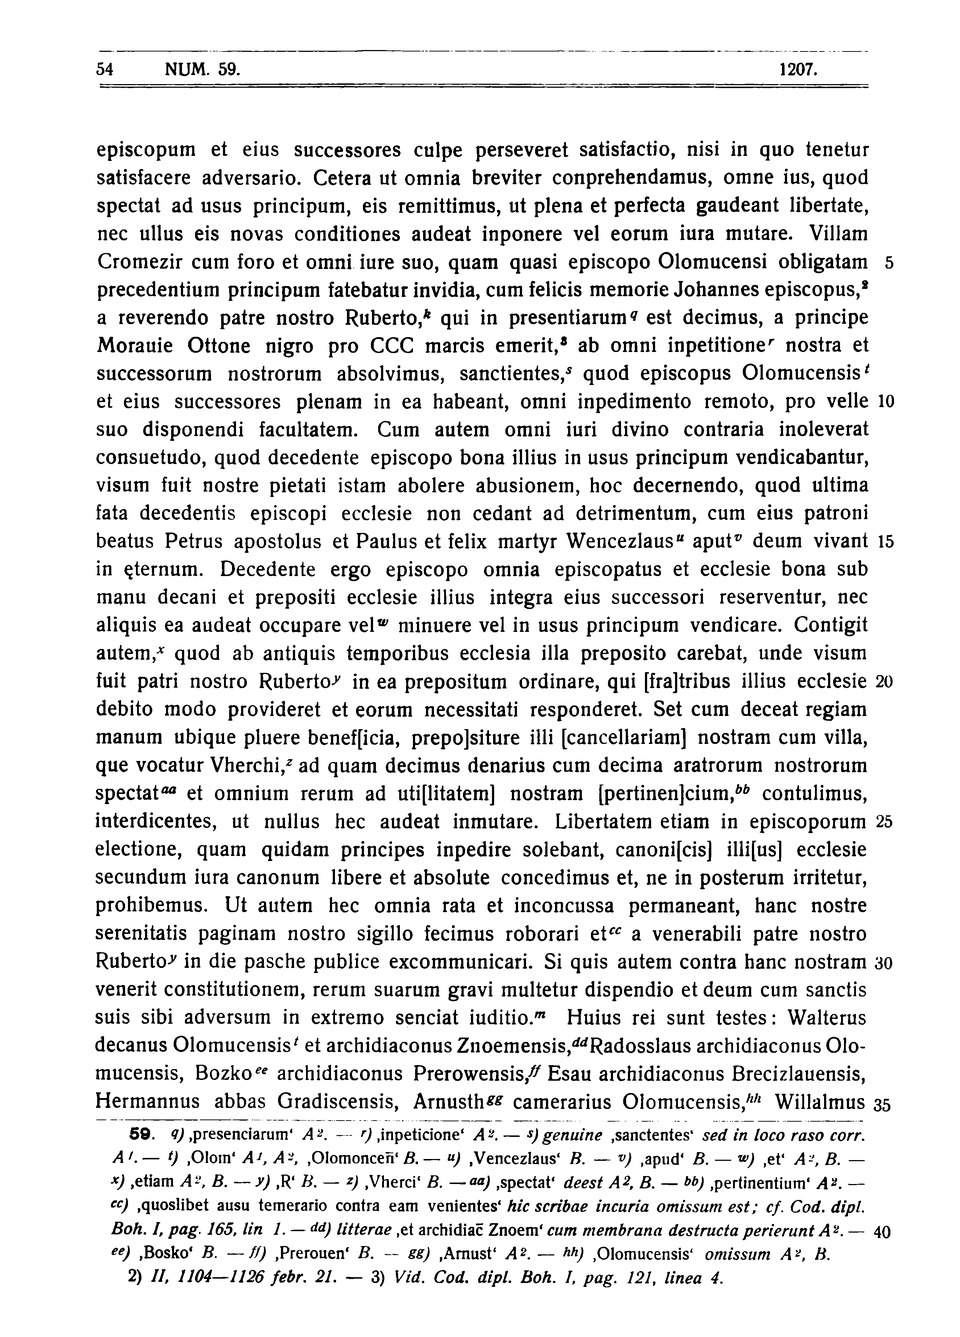 54 NUM. 59. 1207.
episcopum et eius successores culpe perseveret satisfactio, nisi in quo tenetur
satisfacere adversario. Cetera ut omnia breviter conprehendamus, omne ius, quod
spectat ad usus principum, eis remittimus, ut plena et perfecta gaudeant libertate,
nec ullus eis novas conditiones audeat inponere vel eorum iura mutare. Villam
Cromezir cum foro et omni iure suo, quam quasi episcopo Olomucensi obligatam 5
precedentium principum fatebatur invidia, cum felicis memorie Johannes episcopus,²
a reverendo patre nostro Ruberto,ᵏ qui in presentiarum q est decimus, a principe
Morauie Ottone nigro pro CCC marcis emerit,³ ab omni inpetitioneʳ nostra et
successorum nostrorum absolvimus, sanctientes,ˢ quod episcopus Olomucensisᵗ
et eius successores plenam in ea habeant, omni inpedimento remoto, pro velle 10
suo disponendi facultatem. Cum autem omni iuri divino contraria inoleverat
consuetudo, quod decedente episcopo bona illius in usus principum vendicabantur,
visum fuit nostre pietati istam abolere abusionem, hoc decernendo, quod ultima
fata decedentis episcopi ecclesie non cedant ad detrimentum, cum eius patroni
beatus Petrus apostolus et Paulus et felix martyr Wencezlausᵘ aputᵛ deum vivant 15
in ęternum. Decedente ergo episcopo omnia episcopatus et ecclesie bona sub
manu decani et prepositi ecclesie illius integra eius successori reserventur, nec
aliquis ea audeat occupare velʷ minuere vel in usus principum vendicare. Contigit
autem,ˣ quod ab antiquis temporibus ecclesia illa preposito carebat, unde visum
fuit patri nostro Rubertoʸ in ea prepositum ordinare, qui [fra]tribus illius ecclesie 20
debito modo provideret et eorum necessitati responderet. Set cum deceat regiam
manum ubique pluere benef[icia, prepo]siture illi [cancellariam] nostram cum villa,
que vocatur Vherchi,ᶻ ad quam decimus denarius cum decima aratrorum nostrorum
spectatᵃᵃ et omnium rerum ad uti[litatem] nostram [pertinen]cium,ᵇᵇ contulimus,
interdicentes, ut nullus hec audeat inmutare. Libertatem etiam in episcoporum 25
electione, quam quidam principes inpedire solebant, canoni[cis] illi[us] ecclesie
secundum iura canonum libere et absolute concedimus et, ne in posterum irritetur,
prohibemus. Ut autem hec omnia rata et inconcussa permaneant, hanc nostre
serenitatis paginam nostro sigillo fecimus roborari etᶜᶜ a venerabili patre nostro
Rubertoʸ in die pasche publice excommunicari. Si quis autem contra hanc nostram 30
venerit constitutionem, rerum suarum gravi multetur dispendio et deum cum sanctis
suis sibi adversum in extremo senciat iuditio.ᵐ Huius rei sunt testes: Walterus
decanus Olomucensisᵗ et archidiaconus Znoemensis,ᵈᵈ Radosslaus archidiaconus Olo-
mucensis, Bozkoᵉᵉ archidiaconus Prerowensis,ᶠᶠ Esau archidiaconus Brecizlauensis,
Hermannus abbas Gradiscensis, Arnusthᵍᵍ camerarius Olomucensis,ʰʰ Willalmus 35
59. q) ‚presenciarum‘ A². — r) ‚inpeticione‘ A². — s) genuine ‚sanctentes‘ sed in loco raso corr.
A¹. — t) ‚Olom‘ A¹, A², ‚Olomonceñ‘ B. — u) ‚Vencezlaus‘ B. — v) ‚apud‘ B. — w) ‚et‘ A², B. —
x) ‚etiam A², B. — y) ‚R‘ B. — z) ‚Vherci‘ B. — aa) ‚spectat‘ deest A2, B. — bb) ‚pertinentium‘ A². —
cc) ‚quoslibet ausu temerario contra eam venientes‘ hic scribae incuria omissum est; cf. Cod. dipl.
Boh. I, pag. 165, lin 1. — dd) litterae ‚et archidiac̄ Znoem‘ cum membrana destructa perierunt A². — 40
ee) ‚Bosko‘ B. — ff) ‚Prerouen‘ B. — gg) ‚Arnust‘ A². — hh) ‚Olomucensis‘ omissum A², B.
2) II, 1104—1126 febr. 21. — 3) Vid. Cod. dipl. Boh. I, pag. 121, linea 4.